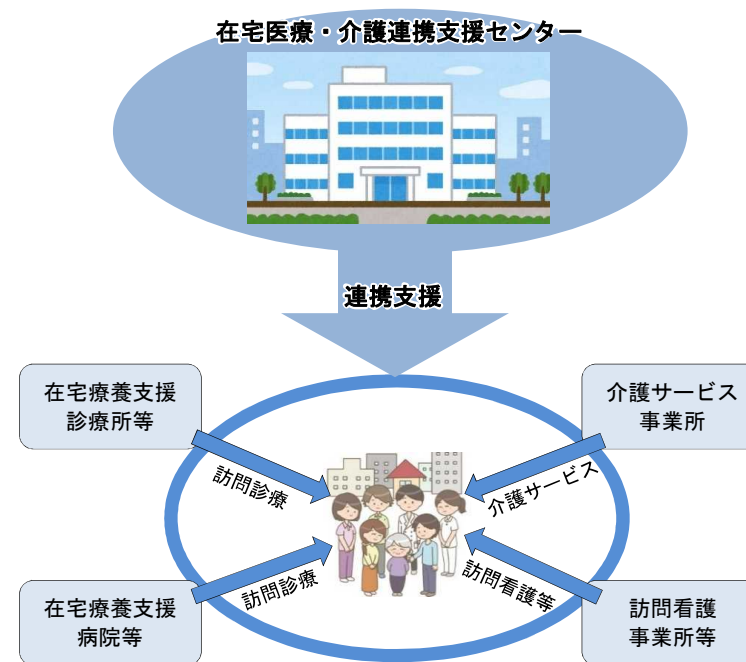 在宅医療・介護連携支援センター
連携支援
在宅療養支援
診療所等
介護サービス
事業所
訪問診療
介護サービス
訪問診療
訪問看護等
在宅療養支援
病院等
訪問看護
事業所等